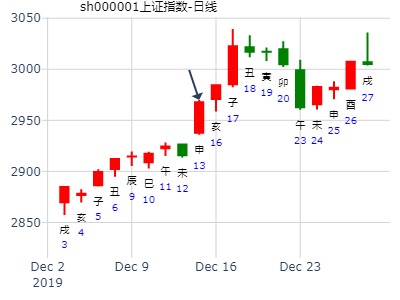 sh000001上证指数-日线
3050
3000
2950
2900
2850
戌
3
亥
4
子
5
丑
6
辰
9
巳
10
午
11
未
12
申
13
亥
16
子
17
丑
18
寅
19
卯
20
午
23
未
24
申
25
酉
26
戌
27
Dec 2
2019
Dec 9
Dec 16
Dec 23